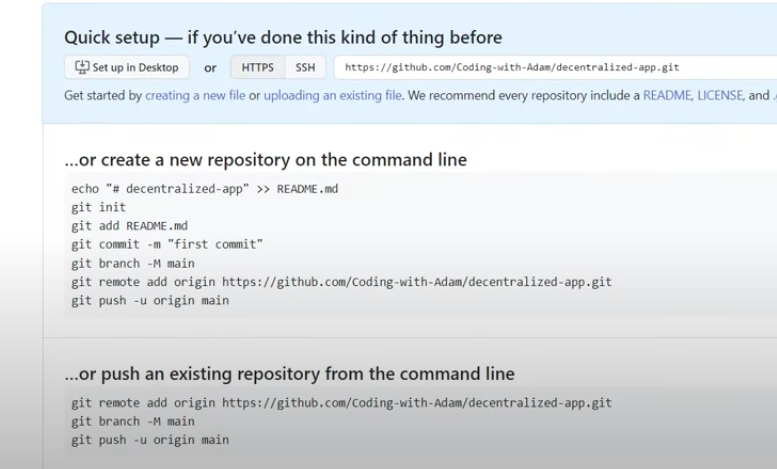 Quick setup — if you've done this kind of thing before
Set up in Desktop or HTTPS SSH https://github.com/Coding-with-Adam/decentralized-app.git
Get started by creating a new file or uploading an existing file. We recommend every repository include a README, LICENSE, and .
...or create a new repository on the command line
echo "# decentralized-app" >> README.md
git init
git add README.md
git commit -m "first commit"
git branch -M main
git remote add origin https://github.com/Coding-with-Adam/decentralized-app.git
git push -u origin main
...or push an existing repository from the command line
git remote add origin https://github.com/Coding-with-Adam/decentralized-app.git
git branch -M main
git push -u origin main